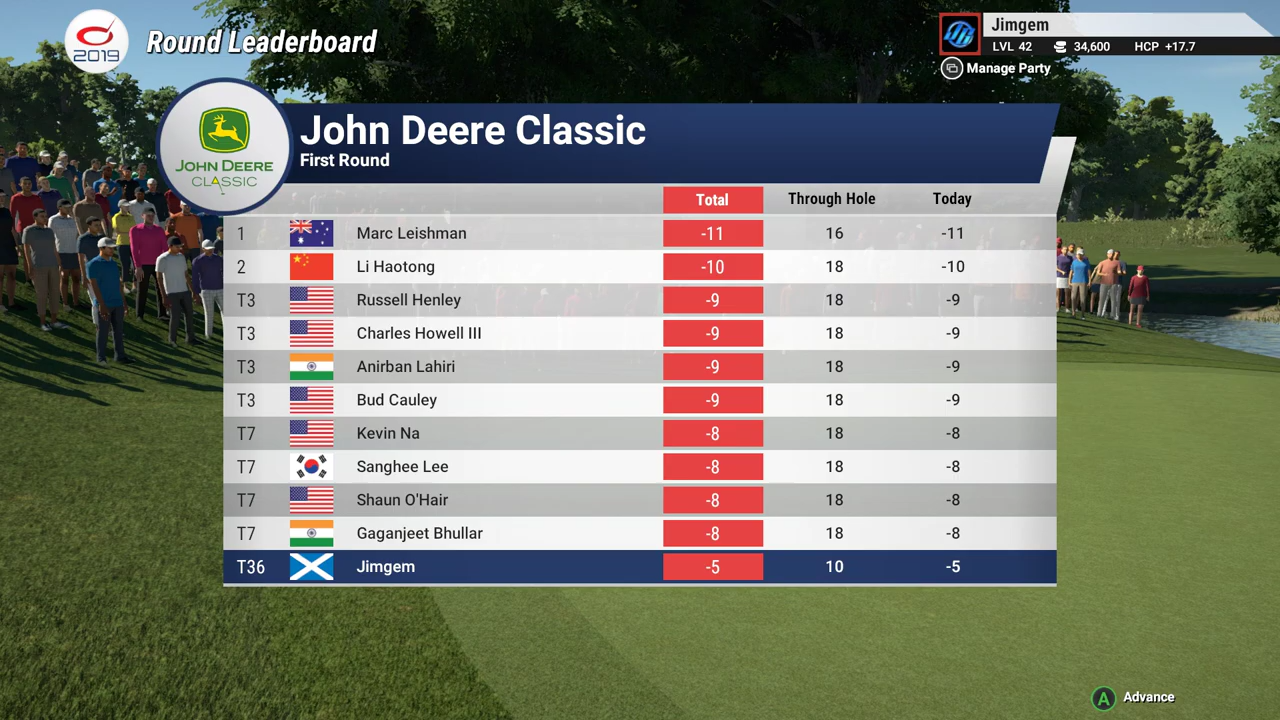 2019
Round Leaderboard
Jimgem
LVL 42 34,600 HCP +17.7
Manage Party
JOHN DEERE
CLASSIC
John Deere Classic
First Round
Total Through Hole Today
1 Marc Leishman -11 16 -11
2 Li Haotong -10 18 -10
T3 Russell Henley -9 18 -9
T3 Charles Howell III -9 18 -9
T3 Anirban Lahiri -9 18 -9
T3 Bud Cauley -9 18 -9
T7 Kevin Na -8 18 -8
T7 Sanghee Lee -8 18 -8
T7 Shaun O'Hair -8 18 -8
T7 Gaganjeet Bhullar -8 18 -8
T36 Jimgem -5 10 -5
A Advance